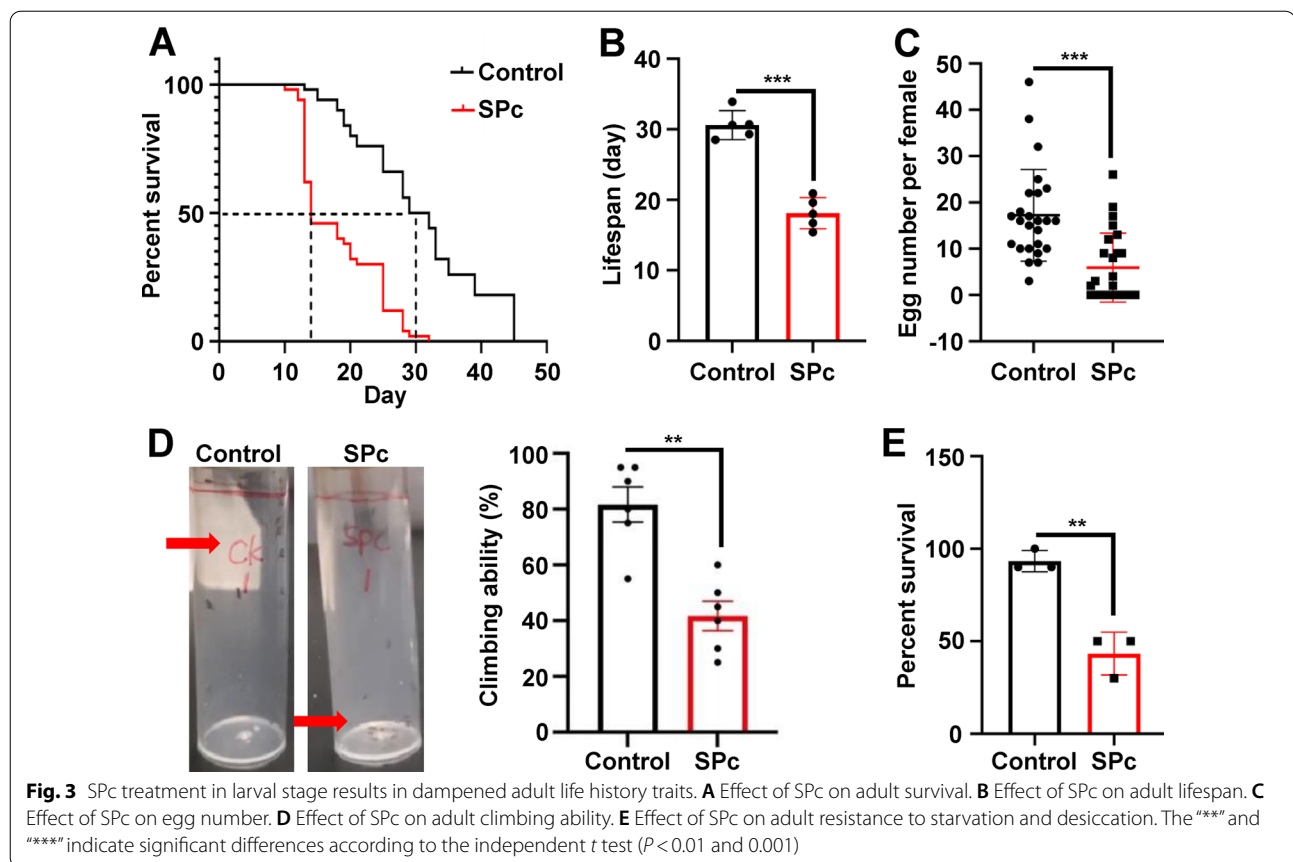 A
Percent survival
100
50
0
0
10
20
30
40
50
Day
Control
SPc
B
Lifespan (day)
40
30
20
10
0
***
Control
SPc
C
Egg number per female
50
40
30
20
10
0
-10
***
Control
SPc
D
Control
SPc
CK
1
SPC
1
Climbing ability (%)
100
80
60
40
20
0
**
Control
SPc
E
Percent survival
150
100
50
0
**
Control
SPc
Fig. 3 SPc treatment in larval stage results in dampened adult life history traits. A Effect of SPc on adult survival. B Effect of SPc on adult lifespan. C
Effect of SPc on egg number. D Effect of SPc on adult climbing ability. E Effect of SPc on adult resistance to starvation and desiccation. The “**” and
“***” indicate significant differences according to the independent t test (P < 0.01 and 0.001)